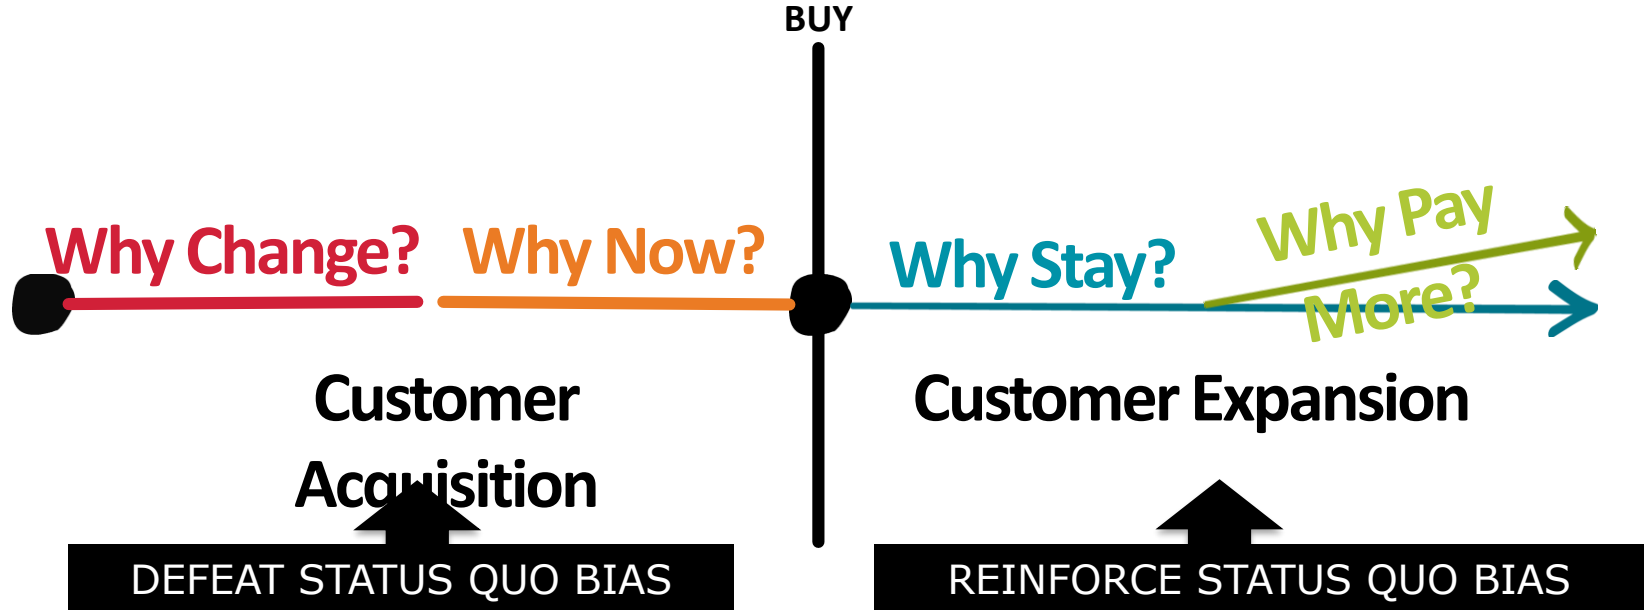 BUY
Why Change?
Why Now?
Why Stay?
Why Pay
More?
Customer
Acquisition
Customer Expansion
DEFEAT STATUS QUO BIAS
REINFORCE STATUS QUO BIAS